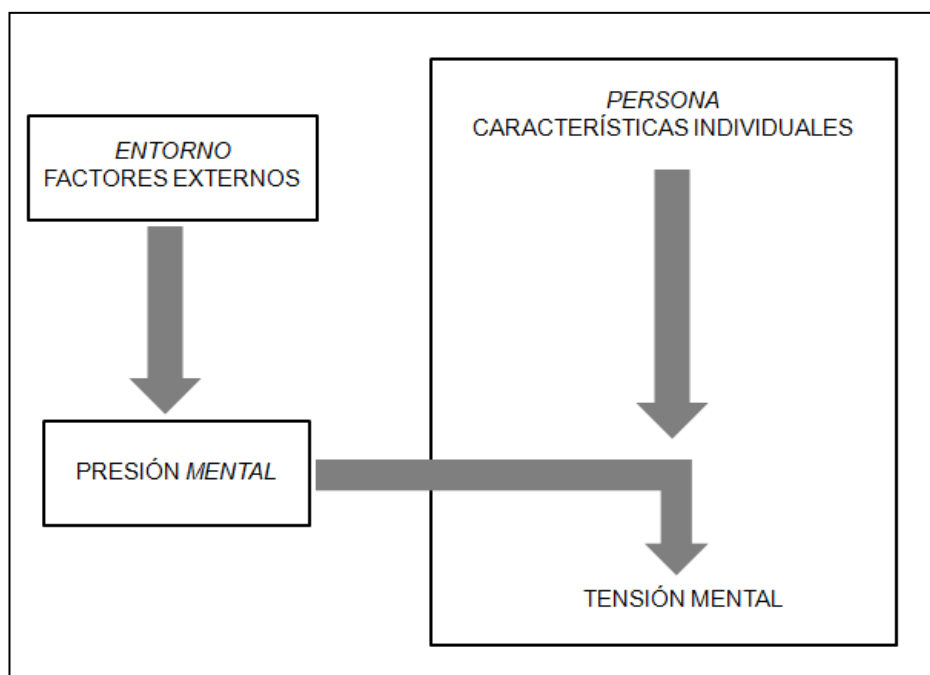 ENTORNO
FACTORES EXTERNOS
PRESIÓN MENTAL
PERSONA
CARACTERÍSTICAS INDIVIDUALES
TENSIÓN MENTAL